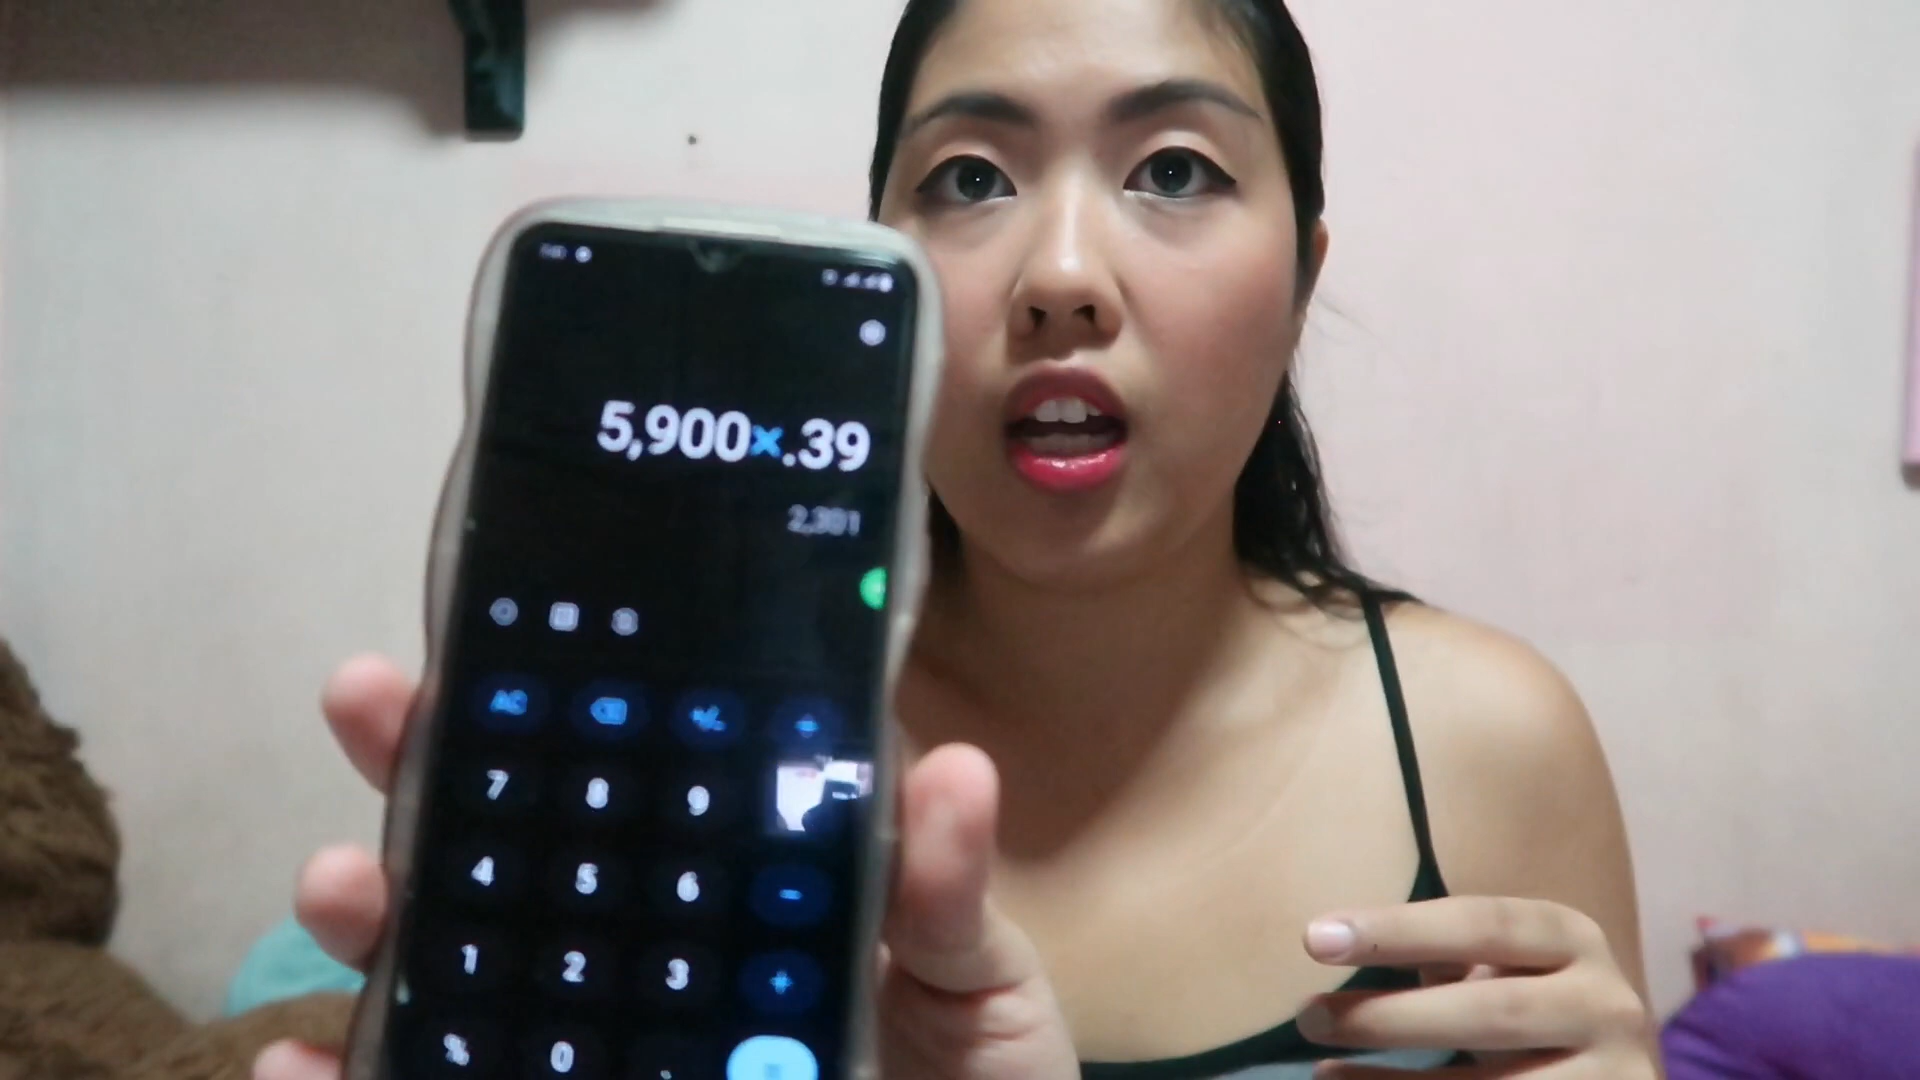 5,900×.39
2,301
AC +/- ÷
7 8 9
4 5 6 -
1 2 3 +
% 0 . =